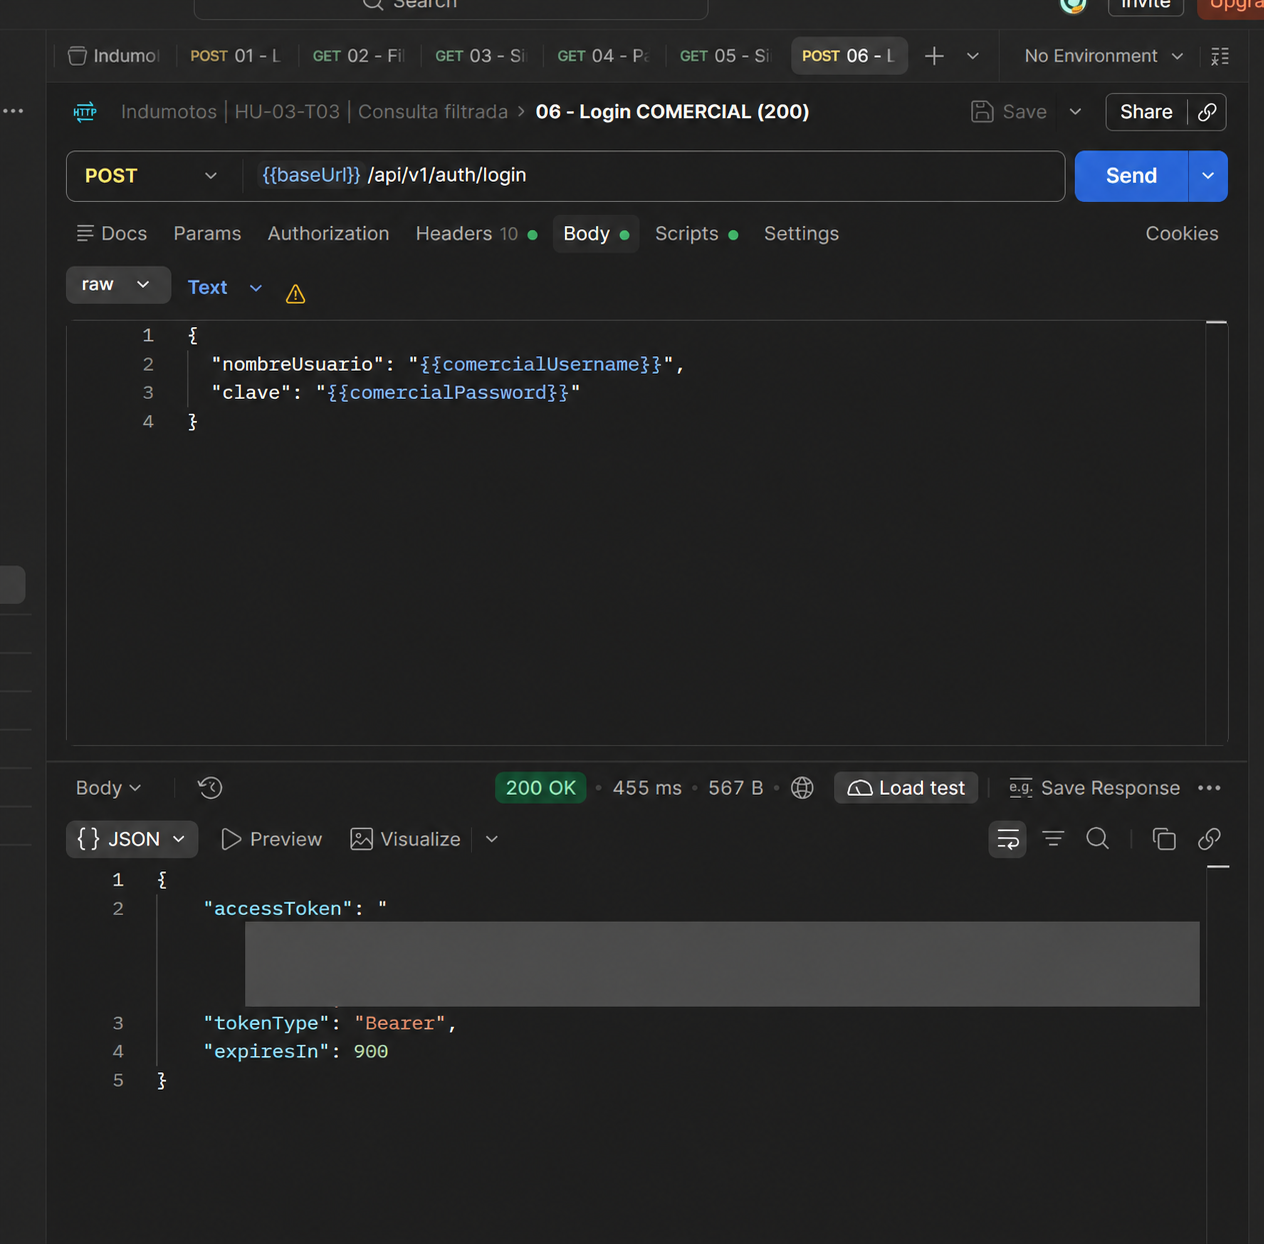 Search
Invite
Indumo
POST 01 - L
GET 02 - Fi
GET 03 - Si
GET 04 - Pa
GET 05 - Si
POST 06 - L
No Environment
HTTP
Indumotos | HU-03-T03 | Consulta filtrada > 06 - Login COMERCIAL (200)
Save
Share
POST
{{baseUrl}} /api/v1/auth/login
Send
Docs
Params
Authorization
Headers 10
Body
Scripts
Settings
Cookies
raw
Text
1 {
2 "nombreUsuario": "{{comercialUsername}}",
3 "clave": "{{comercialPassword}}"
4 }
Body
200 OK • 455 ms • 567 B •
Load test
e.g. Save Response
{} JSON
Preview
Visualize
1 {
2 "accessToken": "
3 "tokenType": "Bearer",
4 "expiresIn": 900
5 }